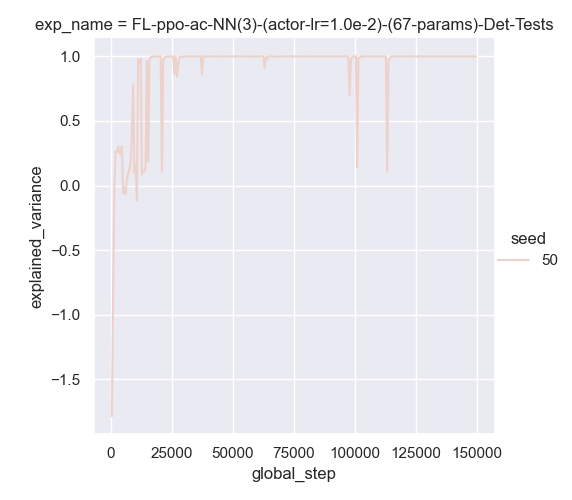 exp_name = FL-ppo-ac-NN(3)-(actor-lr=1.0e-2)-(67-params)-Det-Tests
1.0
0.5
0.0
−0.5
−1.0
−1.5
explained_variance
0 25000 50000 75000 100000 125000 150000
global_step
seed
50